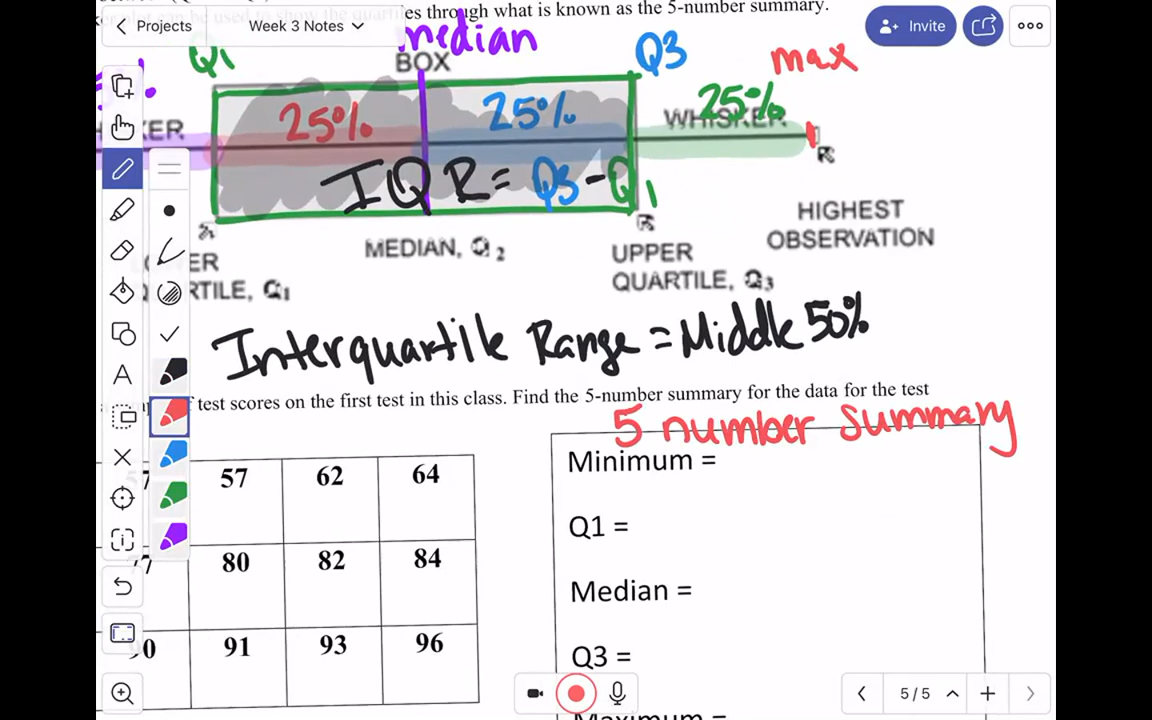 es through what is known as the 5-number summary.
Projects
Week 3 Notes
Invite
Q1
median
BOX
Q3
max
25%
25%
25%
WHISKER
IQR = Q3 - Q1
MEDIAN, Q2
UPPER
QUARTILE, Q3
HIGHEST
OBSERVATION
ER
RTILE, Q1
Interquartile Range = Middle 50%
test scores on the first test in this class. Find the 5-number summary for the data for the test
5 number summary
Minimum =
57 62 64
Q1 =
80 82 84
Median =
91 93 96
Q3 =
Maximum =
5/5